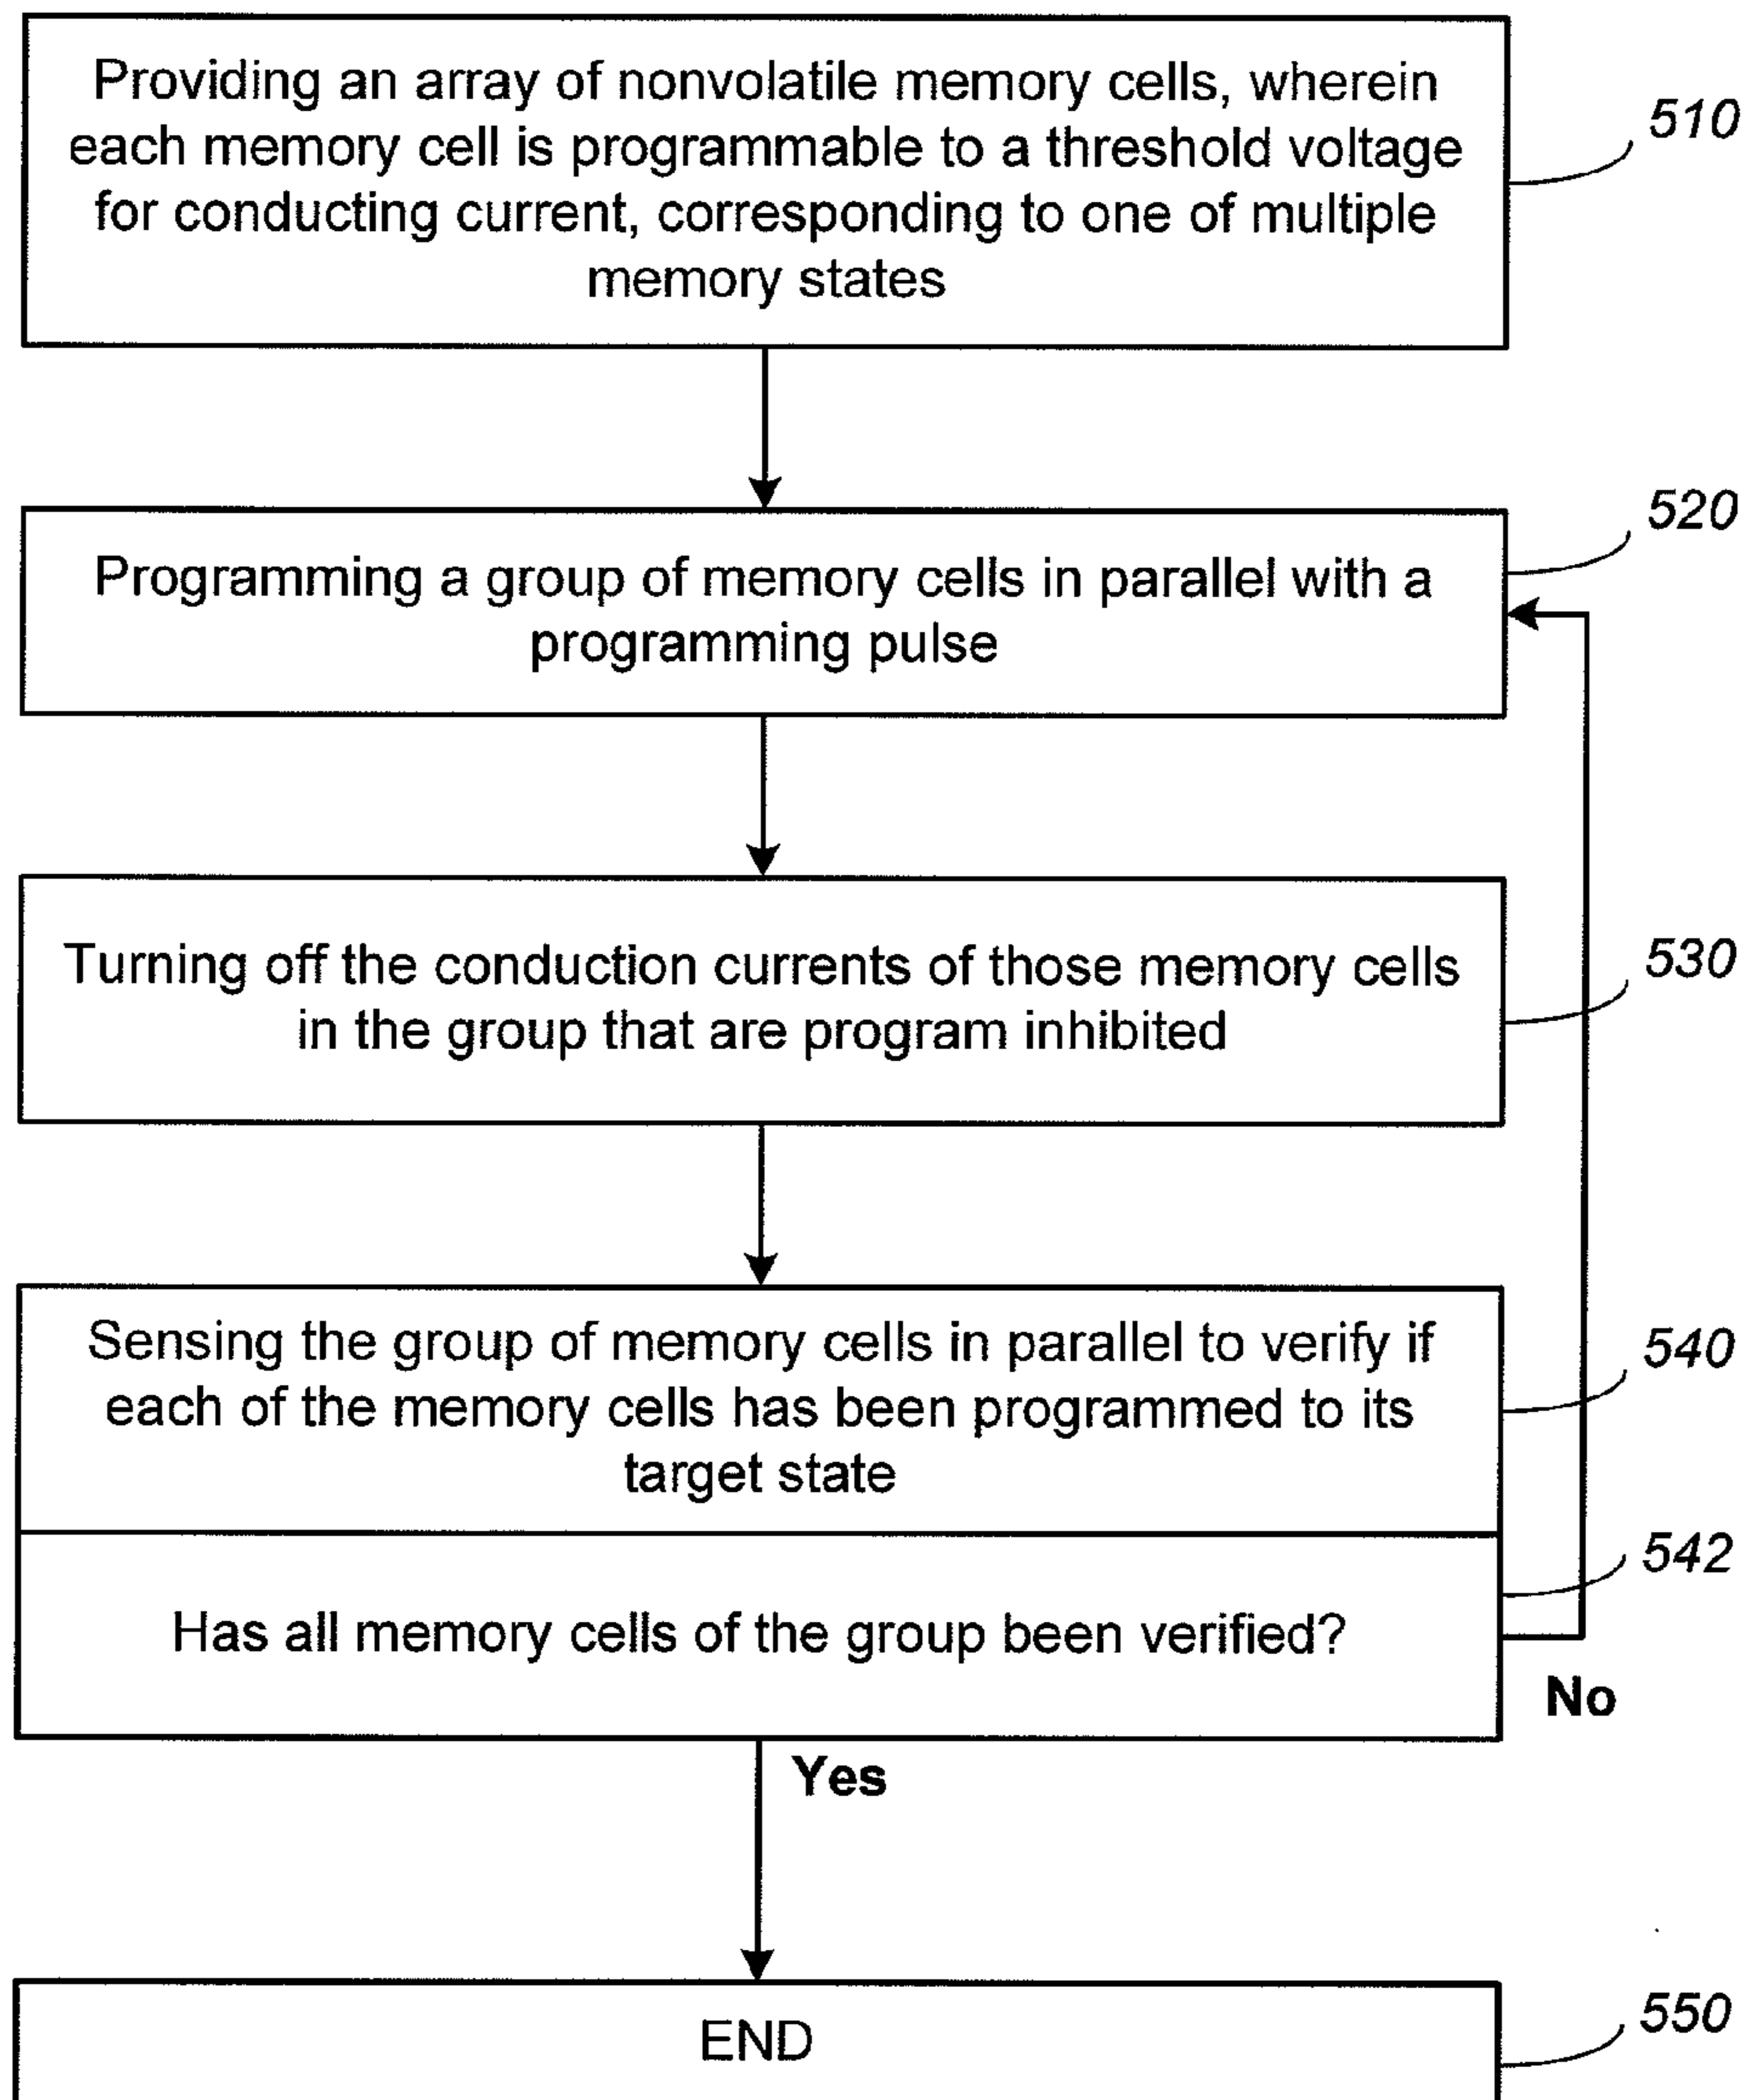 Providing an array of nonvolatile memory cells, wherein
each memory cell is programmable to a threshold voltage
for conducting current, corresponding to one of multiple
memory states
510
Programming a group of memory cells in parallel with a
programming pulse
520
Turning off the conduction currents of those memory cells
in the group that are program inhibited
530
Sensing the group of memory cells in parallel to verify if
each of the memory cells has been programmed to its
target state
540
Has all memory cells of the group been verified?
542
No
Yes
END
550